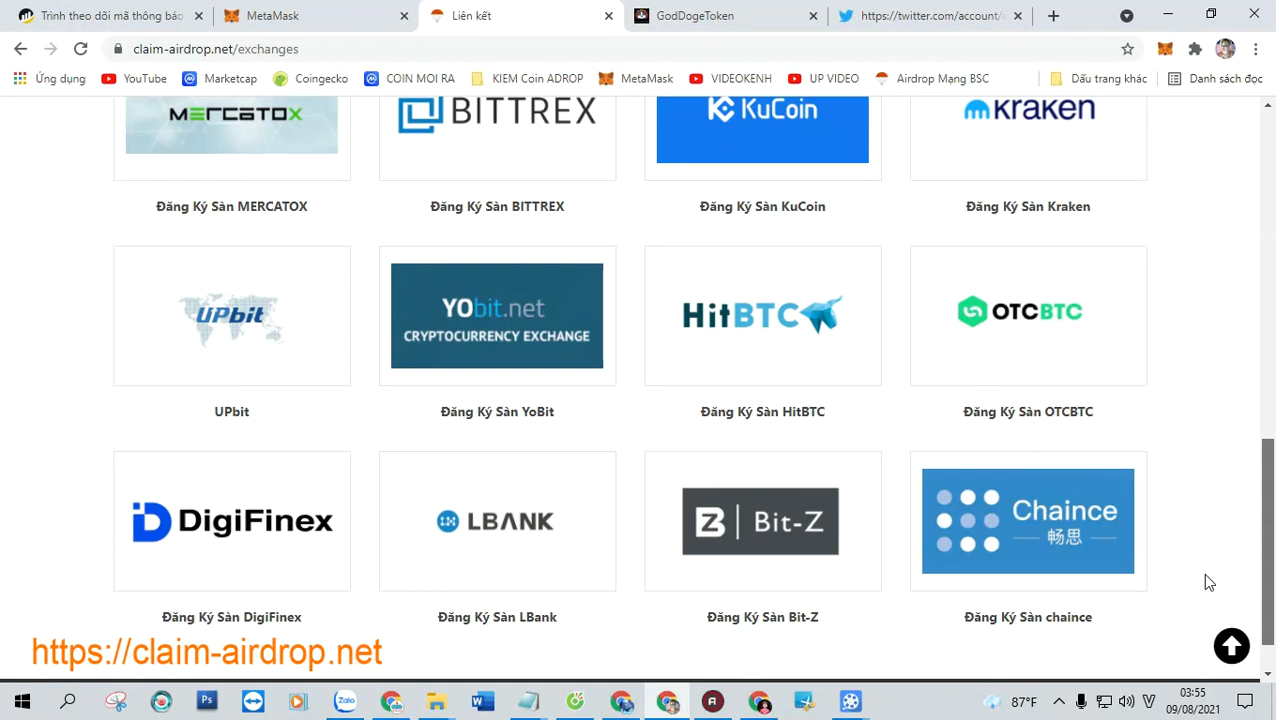 Trình theo dõi mã thông báo
MetaMask
Liên kết
GodDogeToken
https://twitter.com/account/
claim-airdrop.net/exchanges
Ứng dụng
YouTube
Marketcap
Coingecko
COIN MOI RA
KIEM Coin ADROP
MetaMask
VIDEOKENH
UP VIDEO
Airdrop Mạng BSC
Dấu trang khác
Danh sách đọc
MERCATOX
BITTREX
KuCoin
kraken
Đăng Ký Sàn MERCATOX
Đăng Ký Sàn BITTREX
Đăng Ký Sàn KuCoin
Đăng Ký Sàn Kraken
UPbit
YObit.net
CRYPTOCURRENCY EXCHANGE
HitBTC
OTCBTC
UPbit
Đăng Ký Sàn YoBit
Đăng Ký Sàn HitBTC
Đăng Ký Sàn OTCBTC
DigiFinex
LBANK
Bit-Z
Chaince
畅思
Đăng Ký Sàn DigiFinex
Đăng Ký Sàn LBank
Đăng Ký Sàn Bit-Z
Đăng Ký Sàn chaince
https://claim-airdrop.net
Zalo
87°F
03:55
09/08/2021